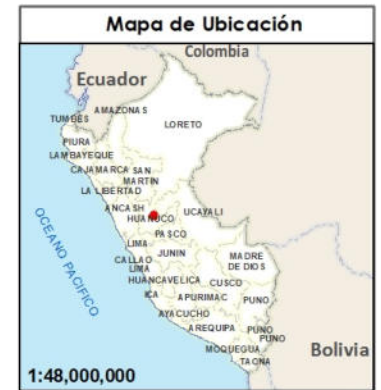 Mapa de Ubicación
Colombia
Ecuador
AMAZONAS
TUMBES
LORETO
PIURA
LAMBAYEQUE
CAJAMARCA SAN
MARTIN
LA LIBERTAD
ANCASH
HUANUCO
UCAYALI
PASCO
OCEANO PACIFICO
LIMA
JUNIN
CALLAO
LIMA
MADRE
DE DIOS
HUANCAVELICA
CUSCO
ICA
APURIMAC
PUNO
AYACUCHO
AREQUIPA
PUNO
PUNO
MOQUEGUA
TACNA
Bolivia
1:48,000,000